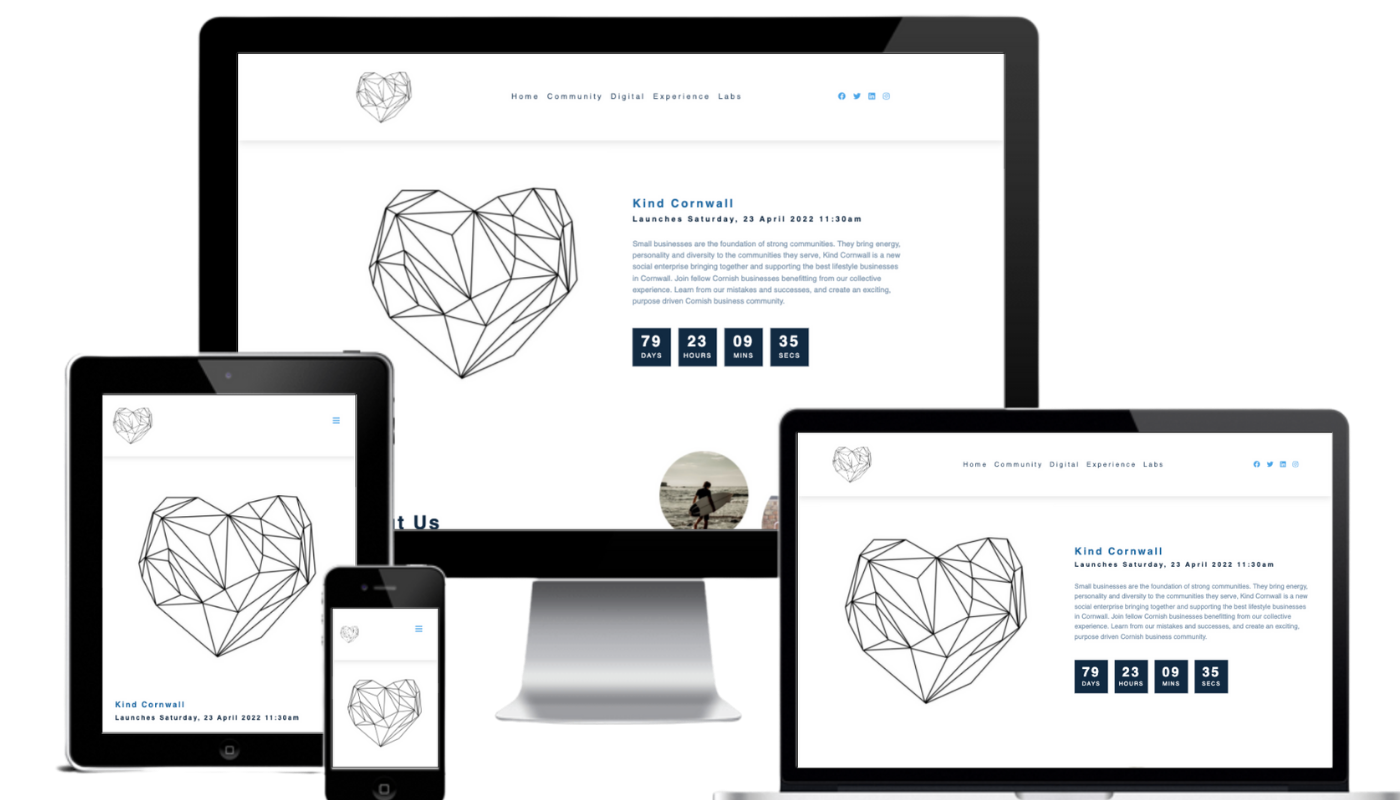 Home Community Digital Experience Labs
Kind Cornwall
Launches Saturday, 23 April 2022 11:30am
Small businesses are the foundation of strong communities. They bring energy,
personality and diversity to the communities they serve, Kind Cornwall is a new
social enterprise bringing together and supporting the best lifestyle businesses
in Cornwall. Join fellow Cornish businesses benefitting from our collective
experience. Learn from our mistakes and successes, and create an exciting,
purpose driven Cornish business community.
79 23 09 35
DAYS HOURS MINS SECS
t Us
Kind Cornwall
Launches Saturday, 23 April 2022 11:30am
Home Community Digital Experience Labs
Kind Cornwall
Launches Saturday, 23 April 2022 11:30am
Small businesses are the foundation of strong communities. They bring energy,
personality and diversity to the communities they serve, Kind Cornwall is a new
social enterprise bringing together and supporting the best lifestyle businesses
in Cornwall. Join fellow Cornish businesses benefitting from our collective
experience. Learn from our mistakes and successes, and create an exciting,
purpose driven Cornish business community.
79 23 09 35
DAYS HOURS MINS SECS